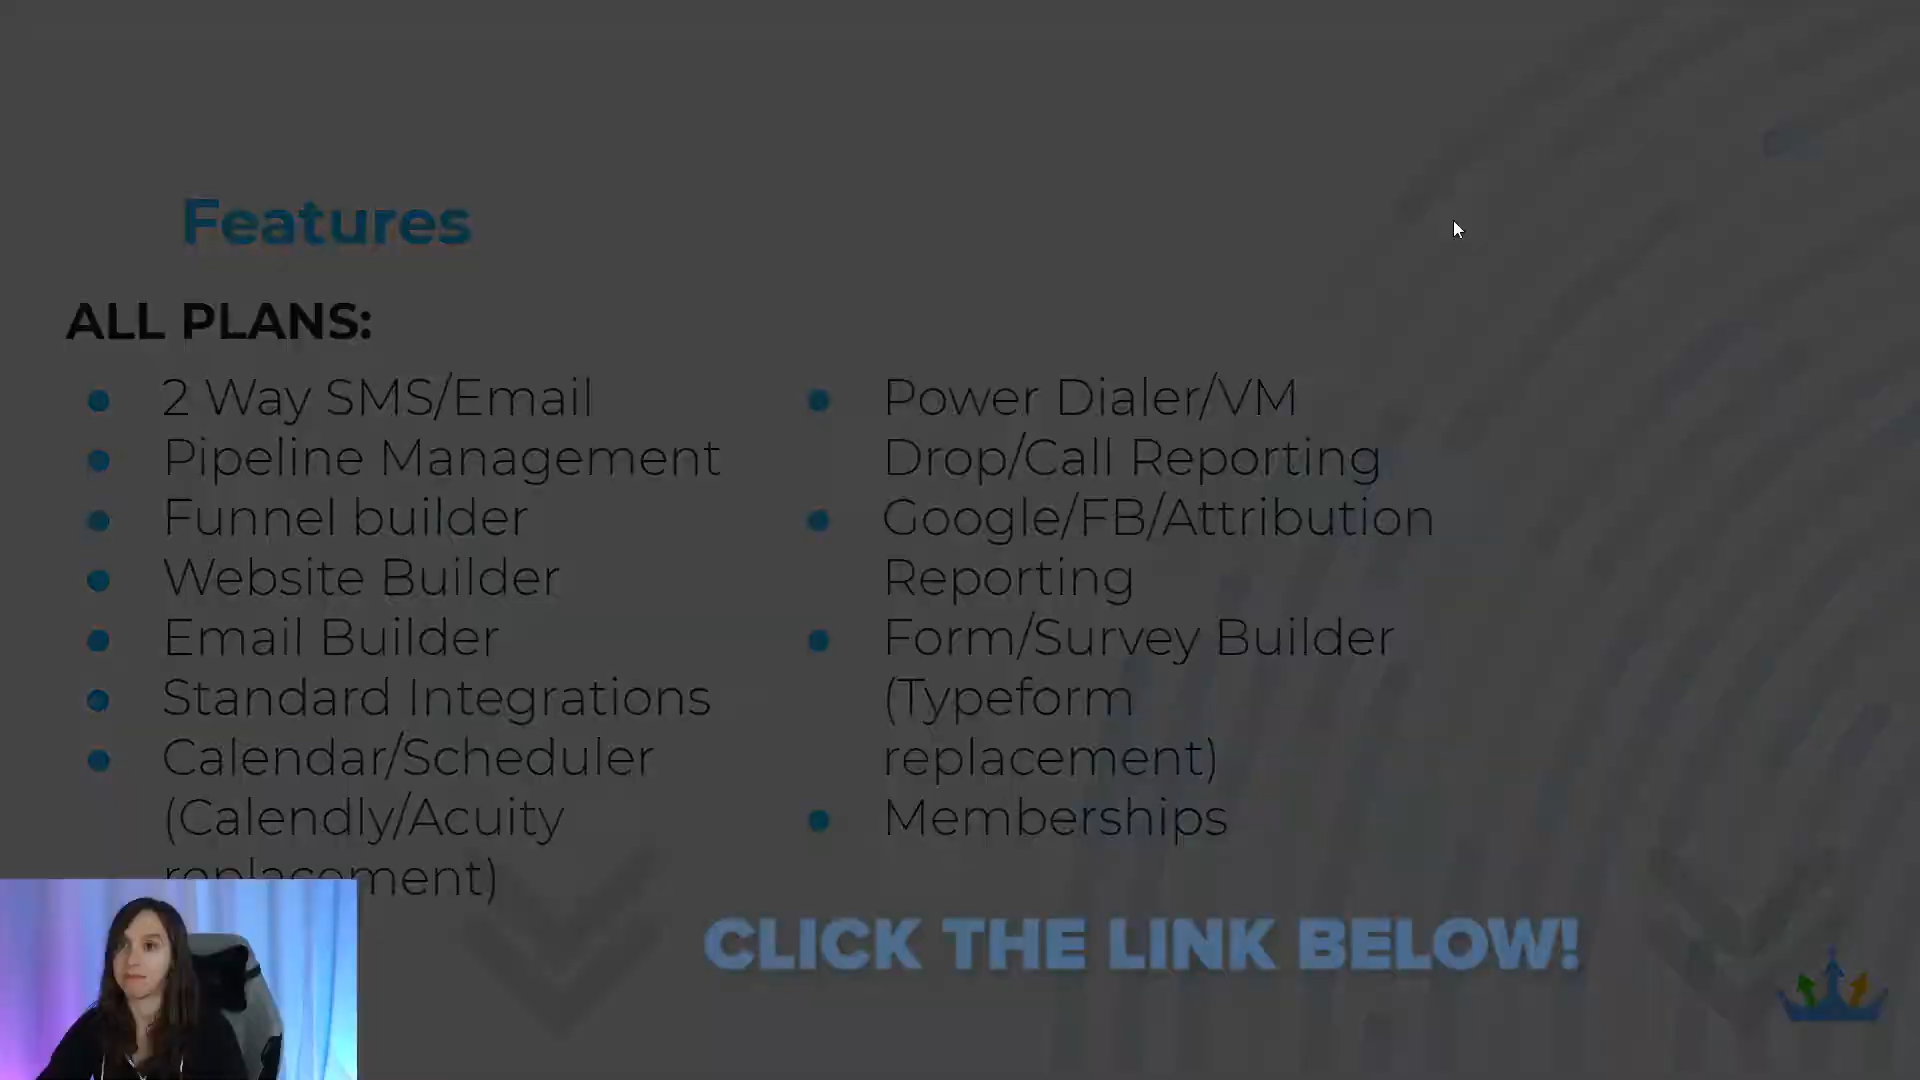 Features
ALL PLANS:
2 Way SMS/Email
Pipeline Management
Funnel builder
Website Builder
Email Builder
Standard Integrations
Calendar/Scheduler
(Calendly/Acuity
replacement)
Power Dialer/VM
Drop/Call Reporting
Google/FB/Attribution
Reporting
Form/Survey Builder
(Typeform
replacement)
Memberships
CLICK THE LINK BELOW!